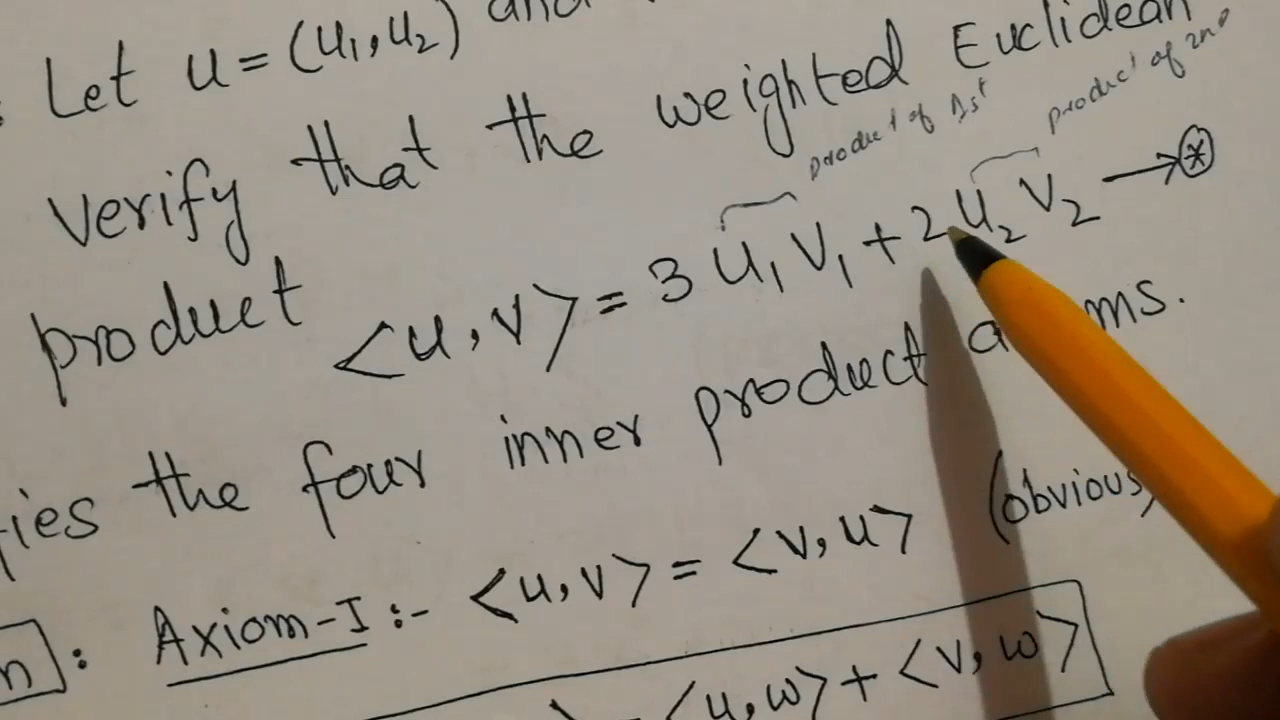 Let u = (u₁, u₂) and
verify that the weighted Euclidean
product of 1st product of 2nd
product <u, v> = 3 u₁ v₁ + 2 u₂ v₂ → ⊛
ies the four inner product
Axiom-I :- <u, v> = <v, u> (obvious)
<u, w> + <v, w>